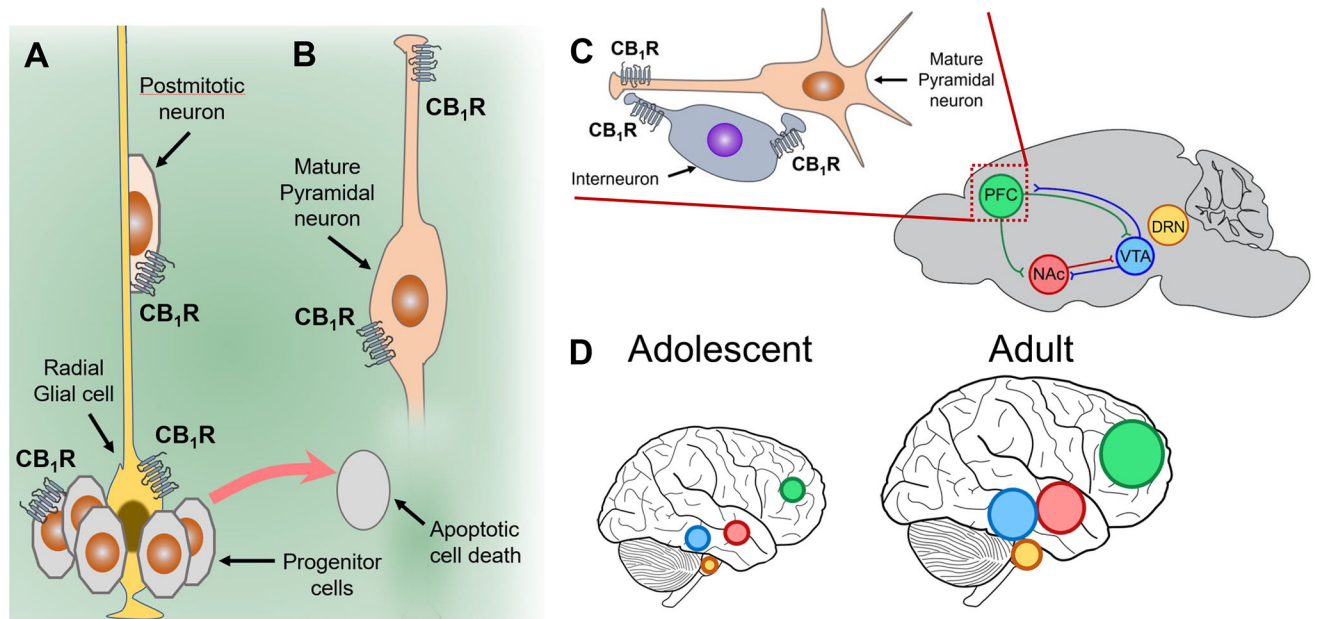 A
Postmitotic
neuron
CB₁R
Radial
Glial cell
CB₁R
CB₁R
Progenitor
cells
Apoptotic
cell death
B
CB₁R
Mature
Pyramidal
neuron
CB₁R
C
CB₁R
Mature
Pyramidal
neuron
CB₁R
CB₁R
Interneuron
PFC
DRN
VTA
NAc
D
Adolescent
Adult